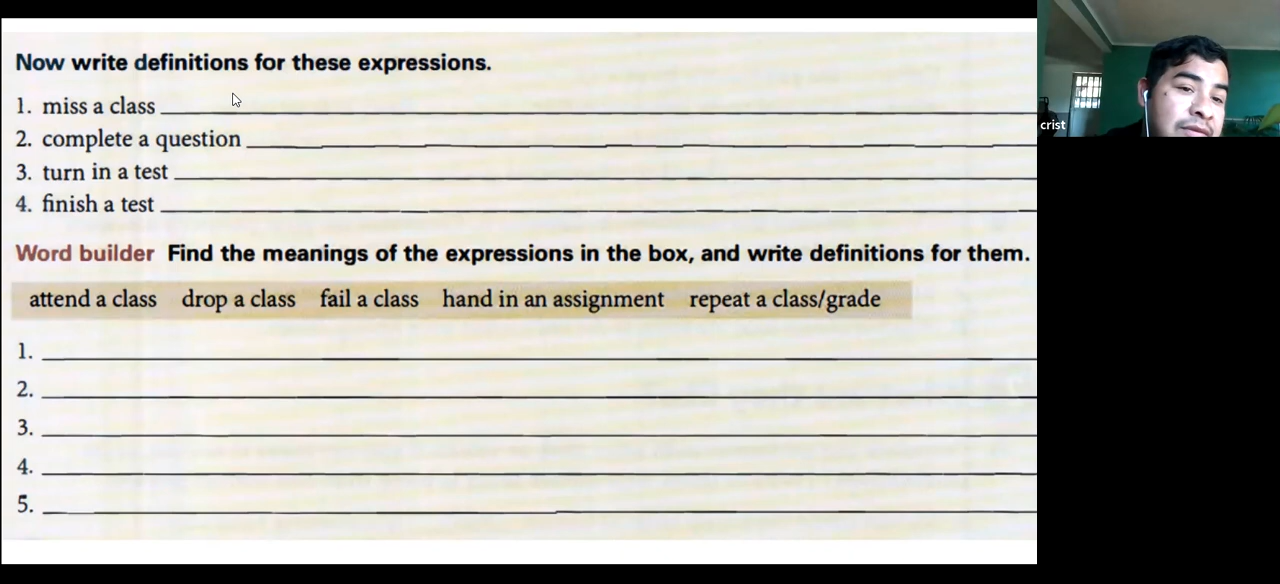 Now write definitions for these expressions.
1. miss a class
2. complete a question
3. turn in a test
4. finish a test
Word builder Find the meanings of the expressions in the box, and write definitions for them.
attend a class drop a class fail a class hand in an assignment repeat a class/grade
1.
2.
3.
4.
5.
crist